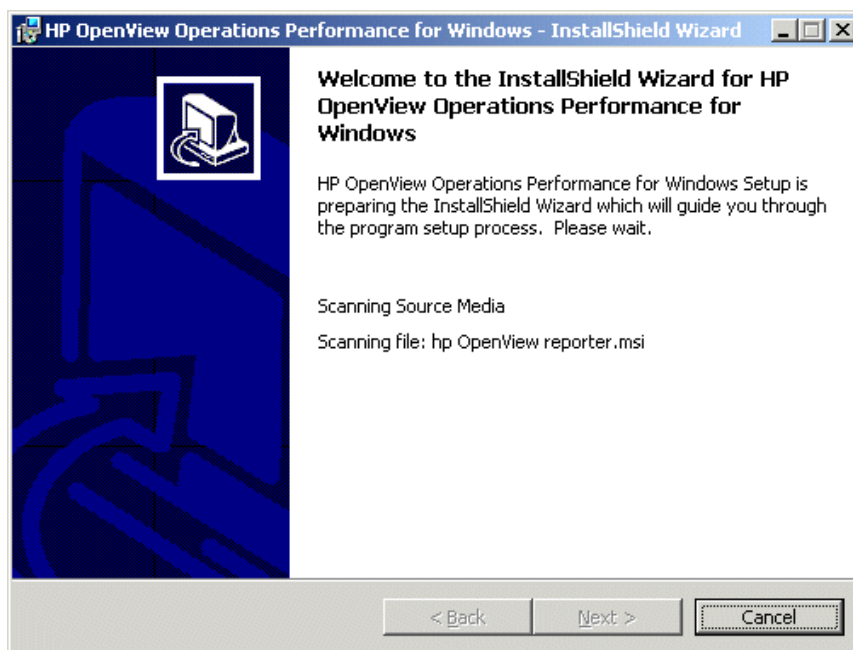 HP OpenView Operations Performance for Windows - InstallShield Wizard
Welcome to the InstallShield Wizard for HP
OpenView Operations Performance for
Windows
HP OpenView Operations Performance for Windows Setup is
preparing the InstallShield Wizard which will guide you through
the program setup process.  Please wait.
Scanning Source Media
Scanning file: hp OpenView reporter.msi
< Back
Next >
Cancel